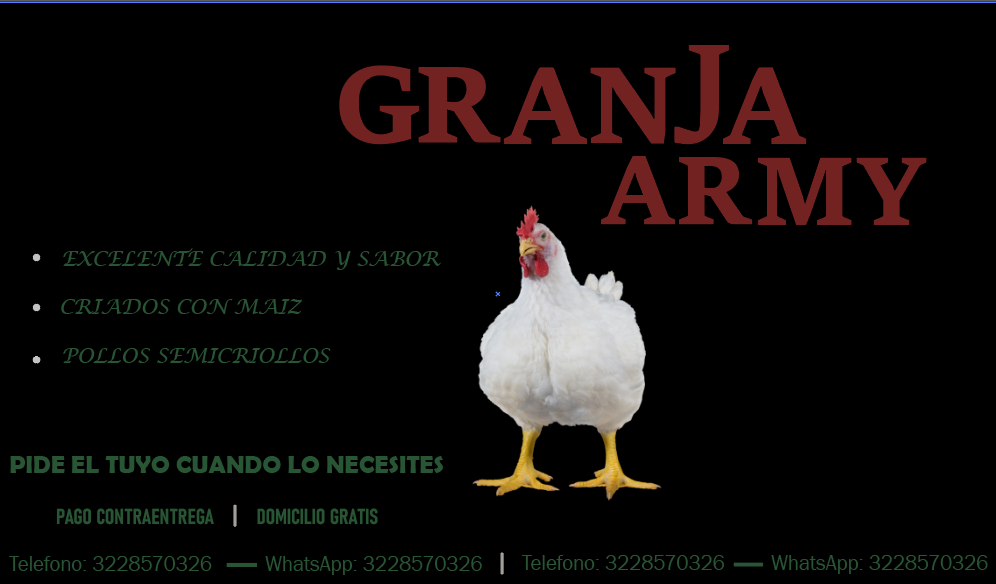 GRANJA
ARMY
• EXCELENTE CALIDAD Y SABOR
• CRIADOS CON MAIZ
• POLLOS SEMICRIOLLOS
PIDE EL TUYO CUANDO LO NECESITES
PAGO CONTRAENTREGA | DOMICILIO GRATIS
Telefono: 3228570326 — WhatsApp: 3228570326 | Telefono: 3228570326 — WhatsApp: 3228570326